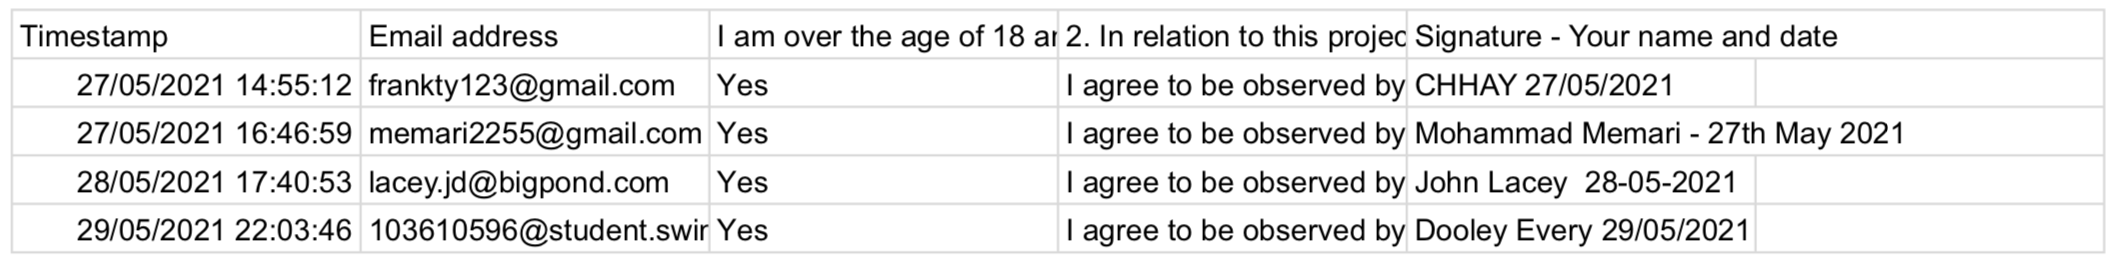 Timestamp Email address I am over the age of 18 ar 2. In relation to this projec Signature - Your name and date
27/05/2021 14:55:12 frankty123@gmail.com Yes I agree to be observed by CHHAY 27/05/2021
27/05/2021 16:46:59 memari2255@gmail.com Yes I agree to be observed by Mohammad Memari - 27th May 2021
28/05/2021 17:40:53 lacey.jd@bigpond.com Yes I agree to be observed by John Lacey  28-05-2021
29/05/2021 22:03:46 103610596@student.swir Yes I agree to be observed by Dooley Every 29/05/2021